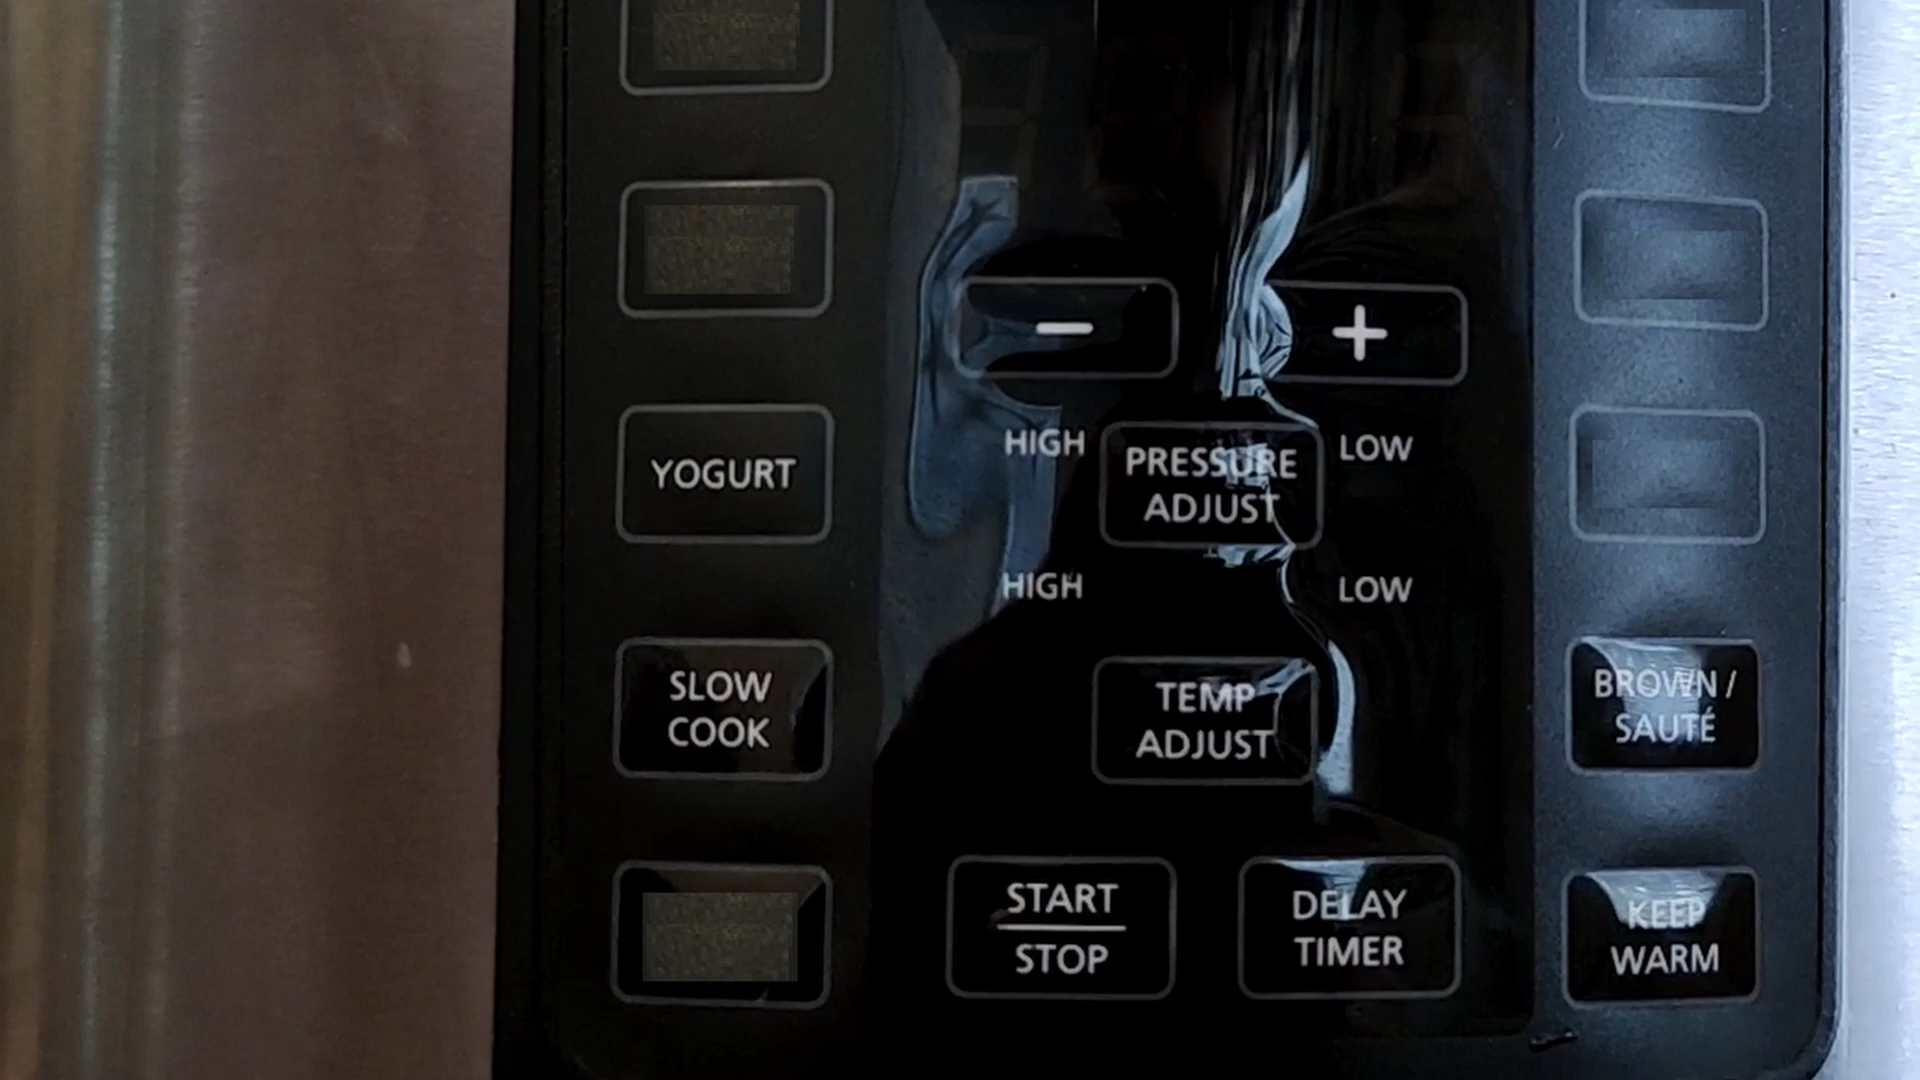 −
+
YOGURT
HIGH
PRESSURE
ADJUST
LOW
HIGH
LOW
SLOW
COOK
TEMP
ADJUST
BROWN /
SAUTÉ
START
STOP
DELAY
TIMER
KEEP
WARM